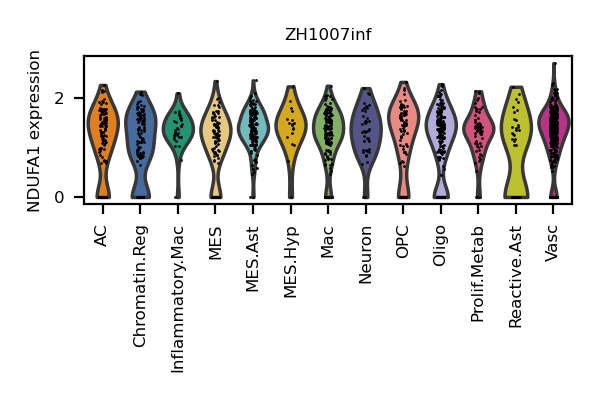 ZH1007inf
NDUFA1 expression
2
0
AC
Chromatin.Reg
Inflammatory.Mac
MES
MES.Ast
MES.Hyp
Mac
Neuron
OPC
Oligo
Prolif.Metab
Reactive.Ast
Vasc